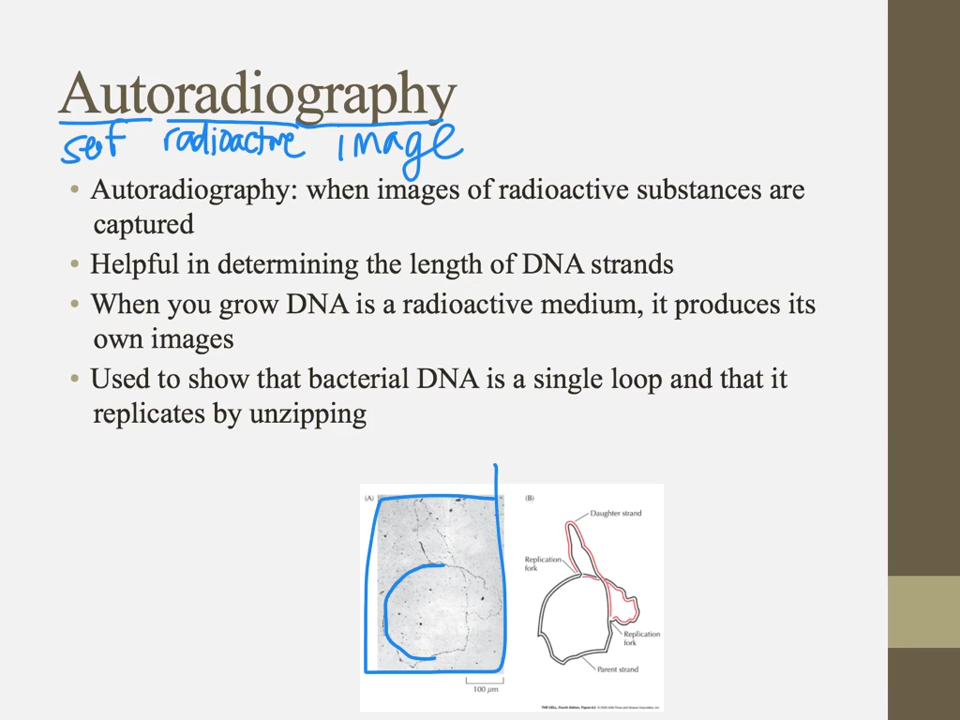 Autoradiography
self radioactive image
• Autoradiography: when images of radioactive substances are
captured
• Helpful in determining the length of DNA strands
• When you grow DNA is a radioactive medium, it produces its
own images
• Used to show that bacterial DNA is a single loop and that it
replicates by unzipping
(A)
100 µm
(B)
Daughter strand
Replication
fork
Replication
fork
Parent strand